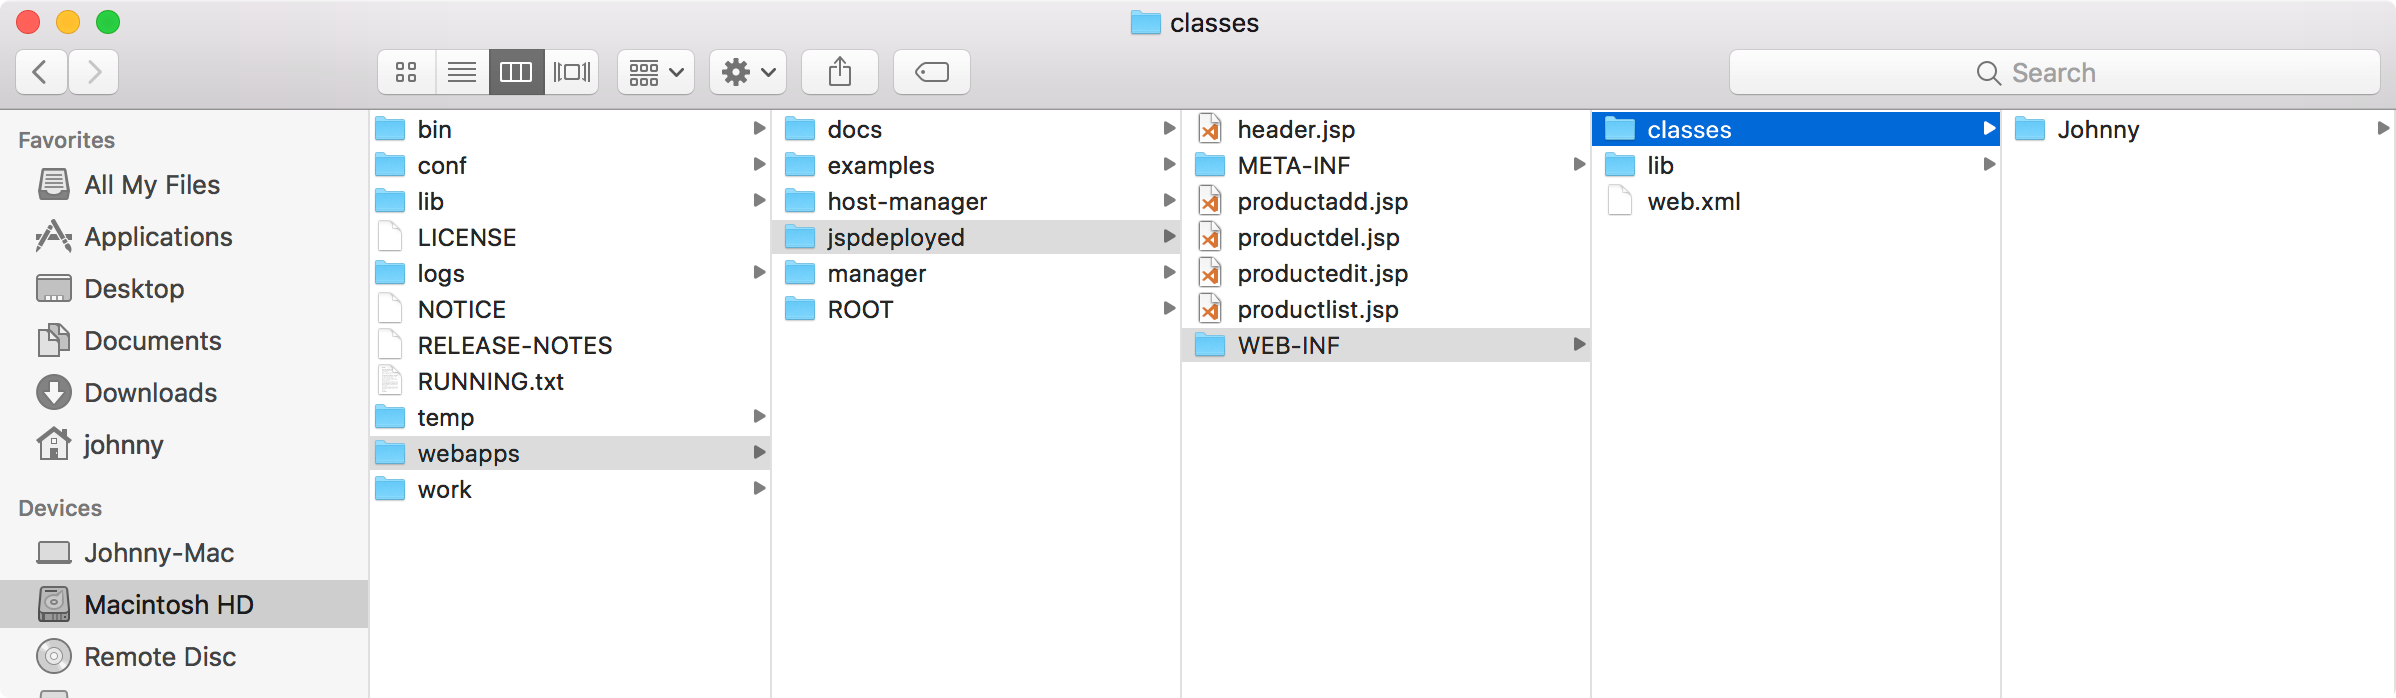 classes
Search
Favorites
All My Files
Applications
Desktop
Documents
Downloads
johnny
Devices
Johnny-Mac
Macintosh HD
Remote Disc
bin
conf
lib
LICENSE
logs
NOTICE
RELEASE-NOTES
RUNNING.txt
temp
webapps
work
docs
examples
host-manager
jspdeployed
manager
ROOT
header.jsp
META-INF
productadd.jsp
productdel.jsp
productedit.jsp
productlist.jsp
WEB-INF
classes
lib
web.xml
Johnny